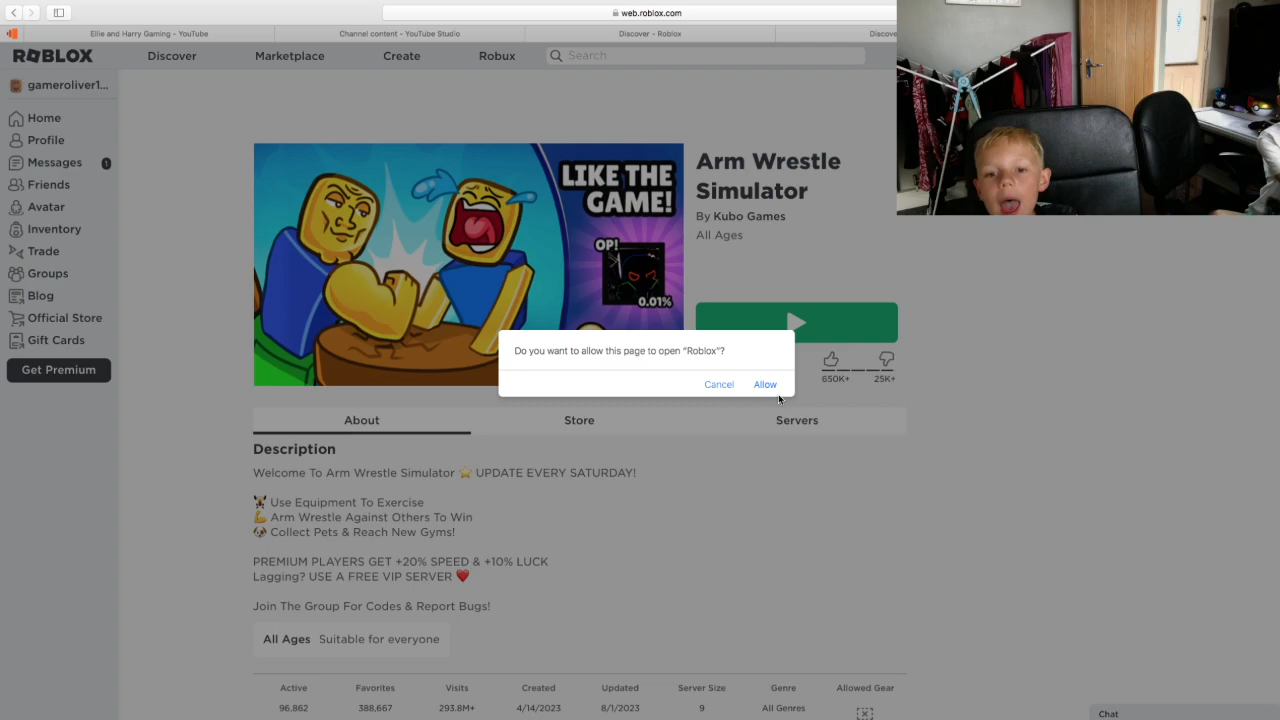 web.roblox.com
Ellie and Harry Gaming - YouTube
Channel content - YouTube Studio
Discover - Roblox
Discove
ROBLOX
Discover
Marketplace
Create
Robux
Search
gameroliver1...
Home
Profile
Messages
1
Friends
Avatar
Inventory
Trade
Groups
Blog
Official Store
Gift Cards
Get Premium
LIKE THE
GAME!
OP!
0.01%
Arm Wrestle
Simulator
By Kubo Games
All Ages
650K+
25K+
Do you want to allow this page to open “Roblox”?
Cancel
Allow
About
Store
Servers
Description
Welcome To Arm Wrestle Simulator ⭐ UPDATE EVERY SATURDAY!
🏋️ Use Equipment To Exercise
💪 Arm Wrestle Against Others To Win
🐶 Collect Pets & Reach New Gyms!
PREMIUM PLAYERS GET +20% SPEED & +10% LUCK
Lagging? USE A FREE VIP SERVER ❤️
Join The Group For Codes & Report Bugs!
All Ages Suitable for everyone
Active Favorites Visits Created Updated Server Size Genre Allowed Gear
96,862 388,667 293.8M+ 4/14/2023 8/1/2023 9 All Genres
Chat